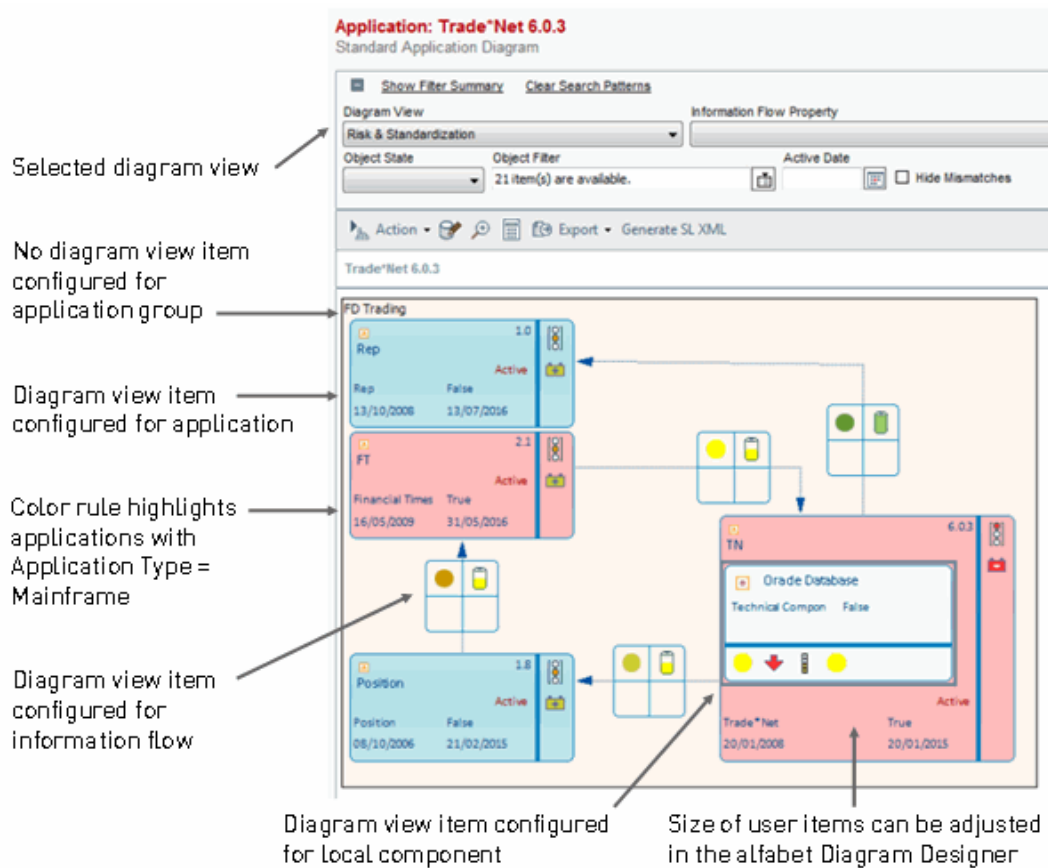 Application: Trade*Net 6.0.3
Standard Application Diagram
Show Filter Summary Clear Search Patterns
Diagram View Information Flow Property
Risk & Standardization
Selected diagram view
Object State Object Filter Active Date
21 item(s) are available. Hide Mismatches
Action Export Generate SL XML
No diagram view item
configured for
application group
Trade*Net 6.0.3
FD Trading
1.0
Rep
Active
Rep False
13/10/2008 13/07/2016
Diagram view item
configured for application
2.1
FT
Active
Financial Times True
16/05/2009 31/05/2016
Color rule highlights
applications with
Application Type =
Mainframe
6.0.3
TN
Orade Database
Technical Compon False
Active
Trade*Net True
20/01/2008 20/01/2015
1.8
Position
Active
Position False
08/10/2006 21/02/2015
Diagram view item
configured for
information flow
Diagram view item configured
for local component
Size of user items can be adjusted
in the alfabet Diagram Designer